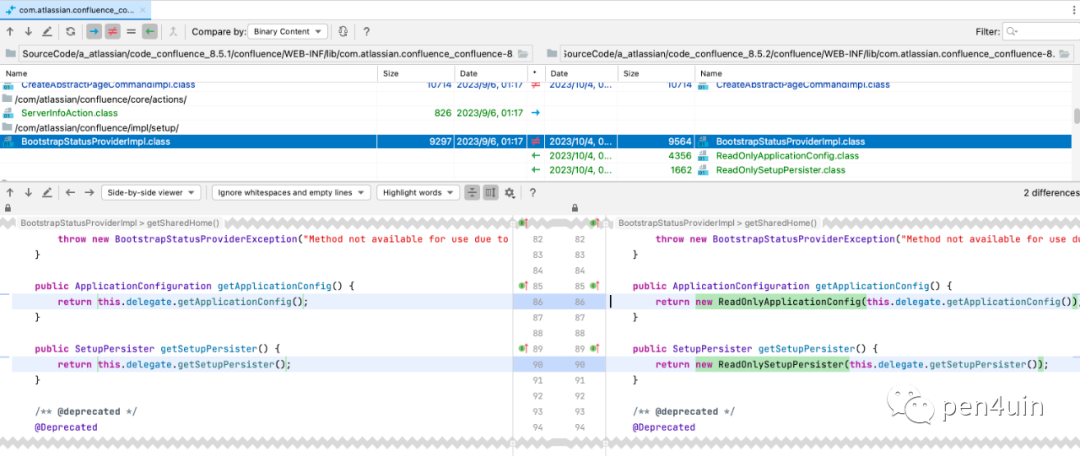 com.atlassian.confluence_co...
Compare by: Binary Content ? Filter:
SourceCode/a_atlassian/code_confluence_8.5.1/confluence/WEB-INF/lib/com.atlassian.confluence_confluence-8
SourceCode/a_atlassian/code_confluence_8.5.2/confluence/WEB-INF/lib/com.atlassian.confluence_confluence-8.
Name Size Date * Date Size Name
CreateAbstractPageCommandImpl.class 10714 2023/9/6, 01:17 2023/10/4, 0... 10714 CreateAbstractPageCommandImpl.class
/com/atlassian/confluence/core/actions/
ServerInfoAction.class 826 2023/9/6, 01:17
/com/atlassian/confluence/impl/setup/
BootstrapStatusProviderImpl.class 9297 2023/9/6, 01:17 2023/10/4, 0... 9564 BootstrapStatusProviderImpl.class
2023/10/4, 0... 4356 ReadOnlyApplicationConfig.class
2023/10/4, 0... 1662 ReadOnlySetupPersister.class
Side-by-side viewer Ignore whitespaces and empty lines Highlight words ? 2 differences
BootstrapStatusProviderImpl > getSharedHome() BootstrapStatusProviderImpl > getSharedHome()
throw new BootstrapStatusProviderException("Method not available for use due to 82 82 throw new BootstrapStatusProviderException("Method not available for use du
} 83 83 }
84 84
public ApplicationConfiguration getApplicationConfig() { 85 85 public ApplicationConfiguration getApplicationConfig() {
return this.delegate.getApplicationConfig(); 86 86 return new ReadOnlyApplicationConfig(this.delegate.getApplicationConfig())
} 87 87 }
88 88
public SetupPersister getSetupPersister() { 89 89 public SetupPersister getSetupPersister() {
return this.delegate.getSetupPersister(); 90 90 return new ReadOnlySetupPersister(this.delegate.getSetupPersister());
} 91 91 }
92 92
/** @deprecated */ 93 93 /** @deprecated */
@Deprecated 94 94 @Deprecated
pen4uin